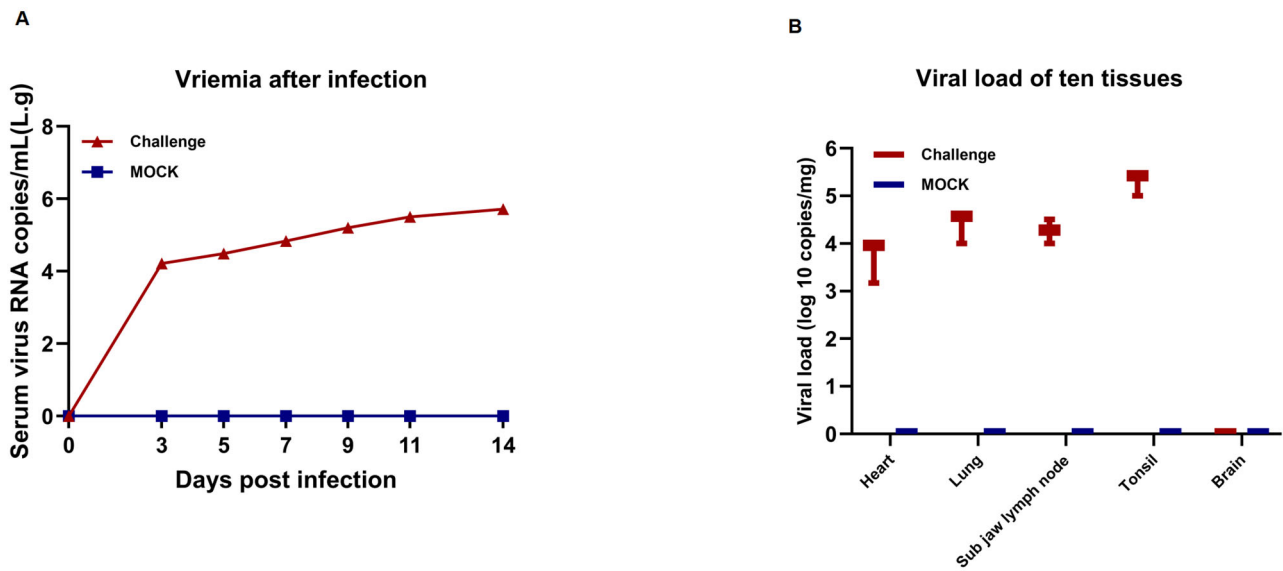 A
Vriemia after infection
Serum virus RNA copies/mL(L.g)
8
6
4
2
0
Challenge
MOCK
0 3 5 7 9 11 14
Days post infection
B
Viral load of ten tissues
Viral load (log 10 copies/mg)
6
5
4
3
2
1
0
Challenge
MOCK
Heart
Lung
Sub jaw lymph node
Tonsil
Brain